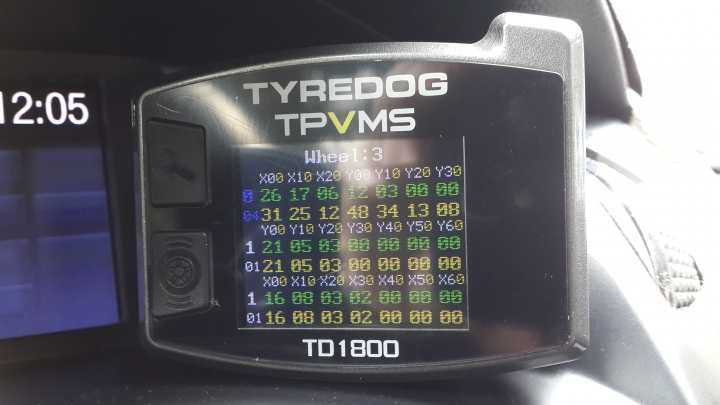 12:05
TYREDOG
TPVMS
Wheel:3
X00 X10 X20 Y00 Y10 Y20 Y30
0 26 17 06 12 03 00 00
04 31 25 12 48 34 13 08
Y00 Y10 Y20 Y30 Y40 Y50 Y60
1 21 05 03 00 00 00 00
01 21 05 03 00 00 00 00
X00 X10 X20 X30 X40 X50 X60
1 16 08 03 02 00 00 00
01 16 08 03 02 00 00 00
TD1800